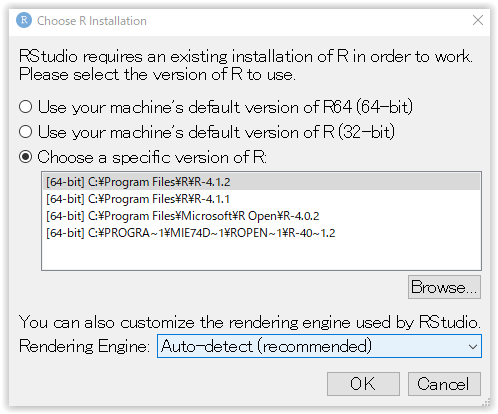 R Choose R Installation
RStudio requires an existing installation of R in order to work.
Please select the version of R to use.
Use your machine's default version of R64 (64-bit)
Use your machine's default version of R (32-bit)
Choose a specific version of R:
[64-bit] C:¥Program Files¥R¥R-4.1.2
[64-bit] C:¥Program Files¥R¥R-4.1.1
[64-bit] C:¥Program Files¥Microsoft¥R Open¥R-4.0.2
[64-bit] C:¥PROGRA~1¥MIE74D~1¥ROPEN~1¥R-40~1.2
Browse...
You can also customize the rendering engine used by RStudio.
Rendering Engine: Auto-detect (recommended)
OK Cancel